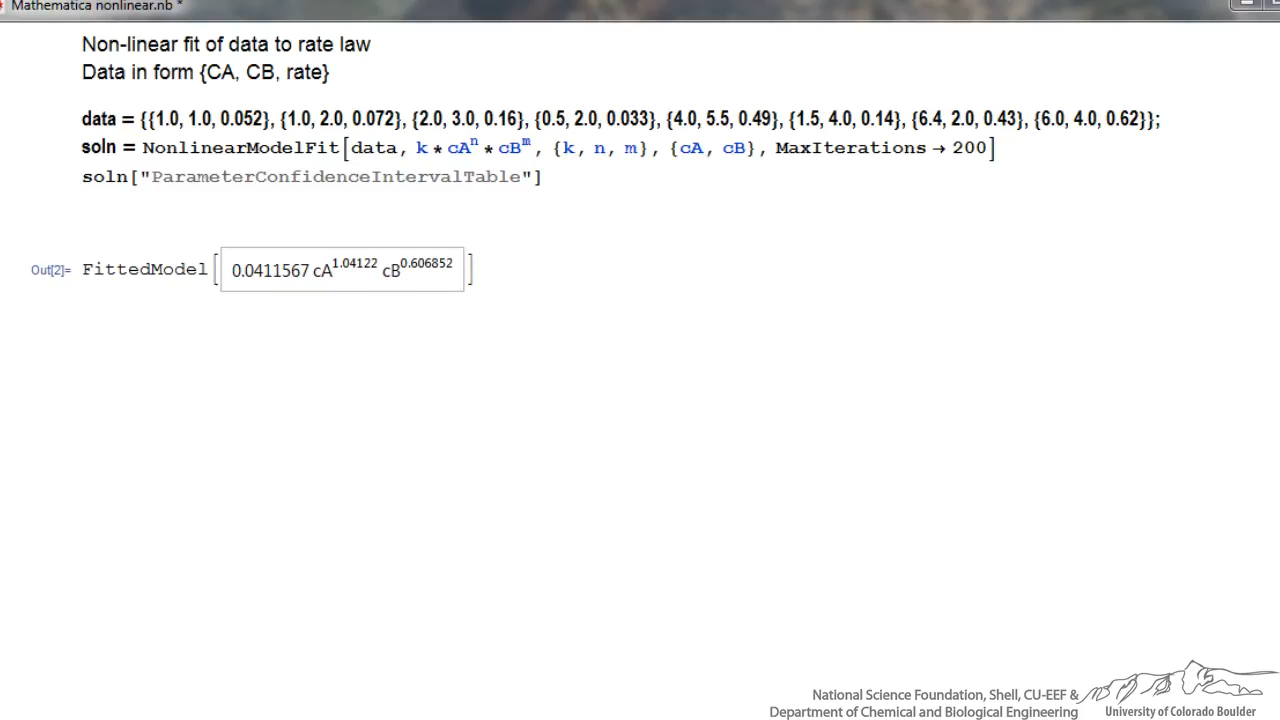 Mathematica nonlinear.nb *
Non-linear fit of data to rate law
Data in form {CA, CB, rate}
data = {{1.0, 1.0, 0.052}, {1.0, 2.0, 0.072}, {2.0, 3.0, 0.16}, {0.5, 2.0, 0.033}, {4.0, 5.5, 0.49}, {1.5, 4.0, 0.14}, {6.4, 2.0, 0.43}, {6.0, 4.0, 0.62}};
soln = NonlinearModelFit[data, k * cA^n * cB^m, {k, n, m}, {cA, cB}, MaxIterations → 200]
soln["ParameterConfidenceIntervalTable"]
Out[2]= FittedModel[ 0.0411567 cA^1.04122 cB^0.606852 ]
National Science Foundation, Shell, CU-EEF &
Department of Chemical and Biological Engineering
University of Colorado Boulder